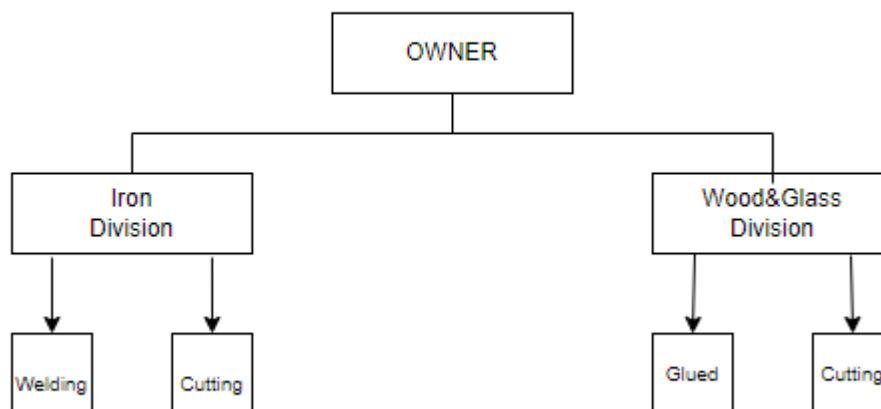 OWNER
Iron
Division
Wood&Glass
Division
Welding
Cutting
Glued
Cutting